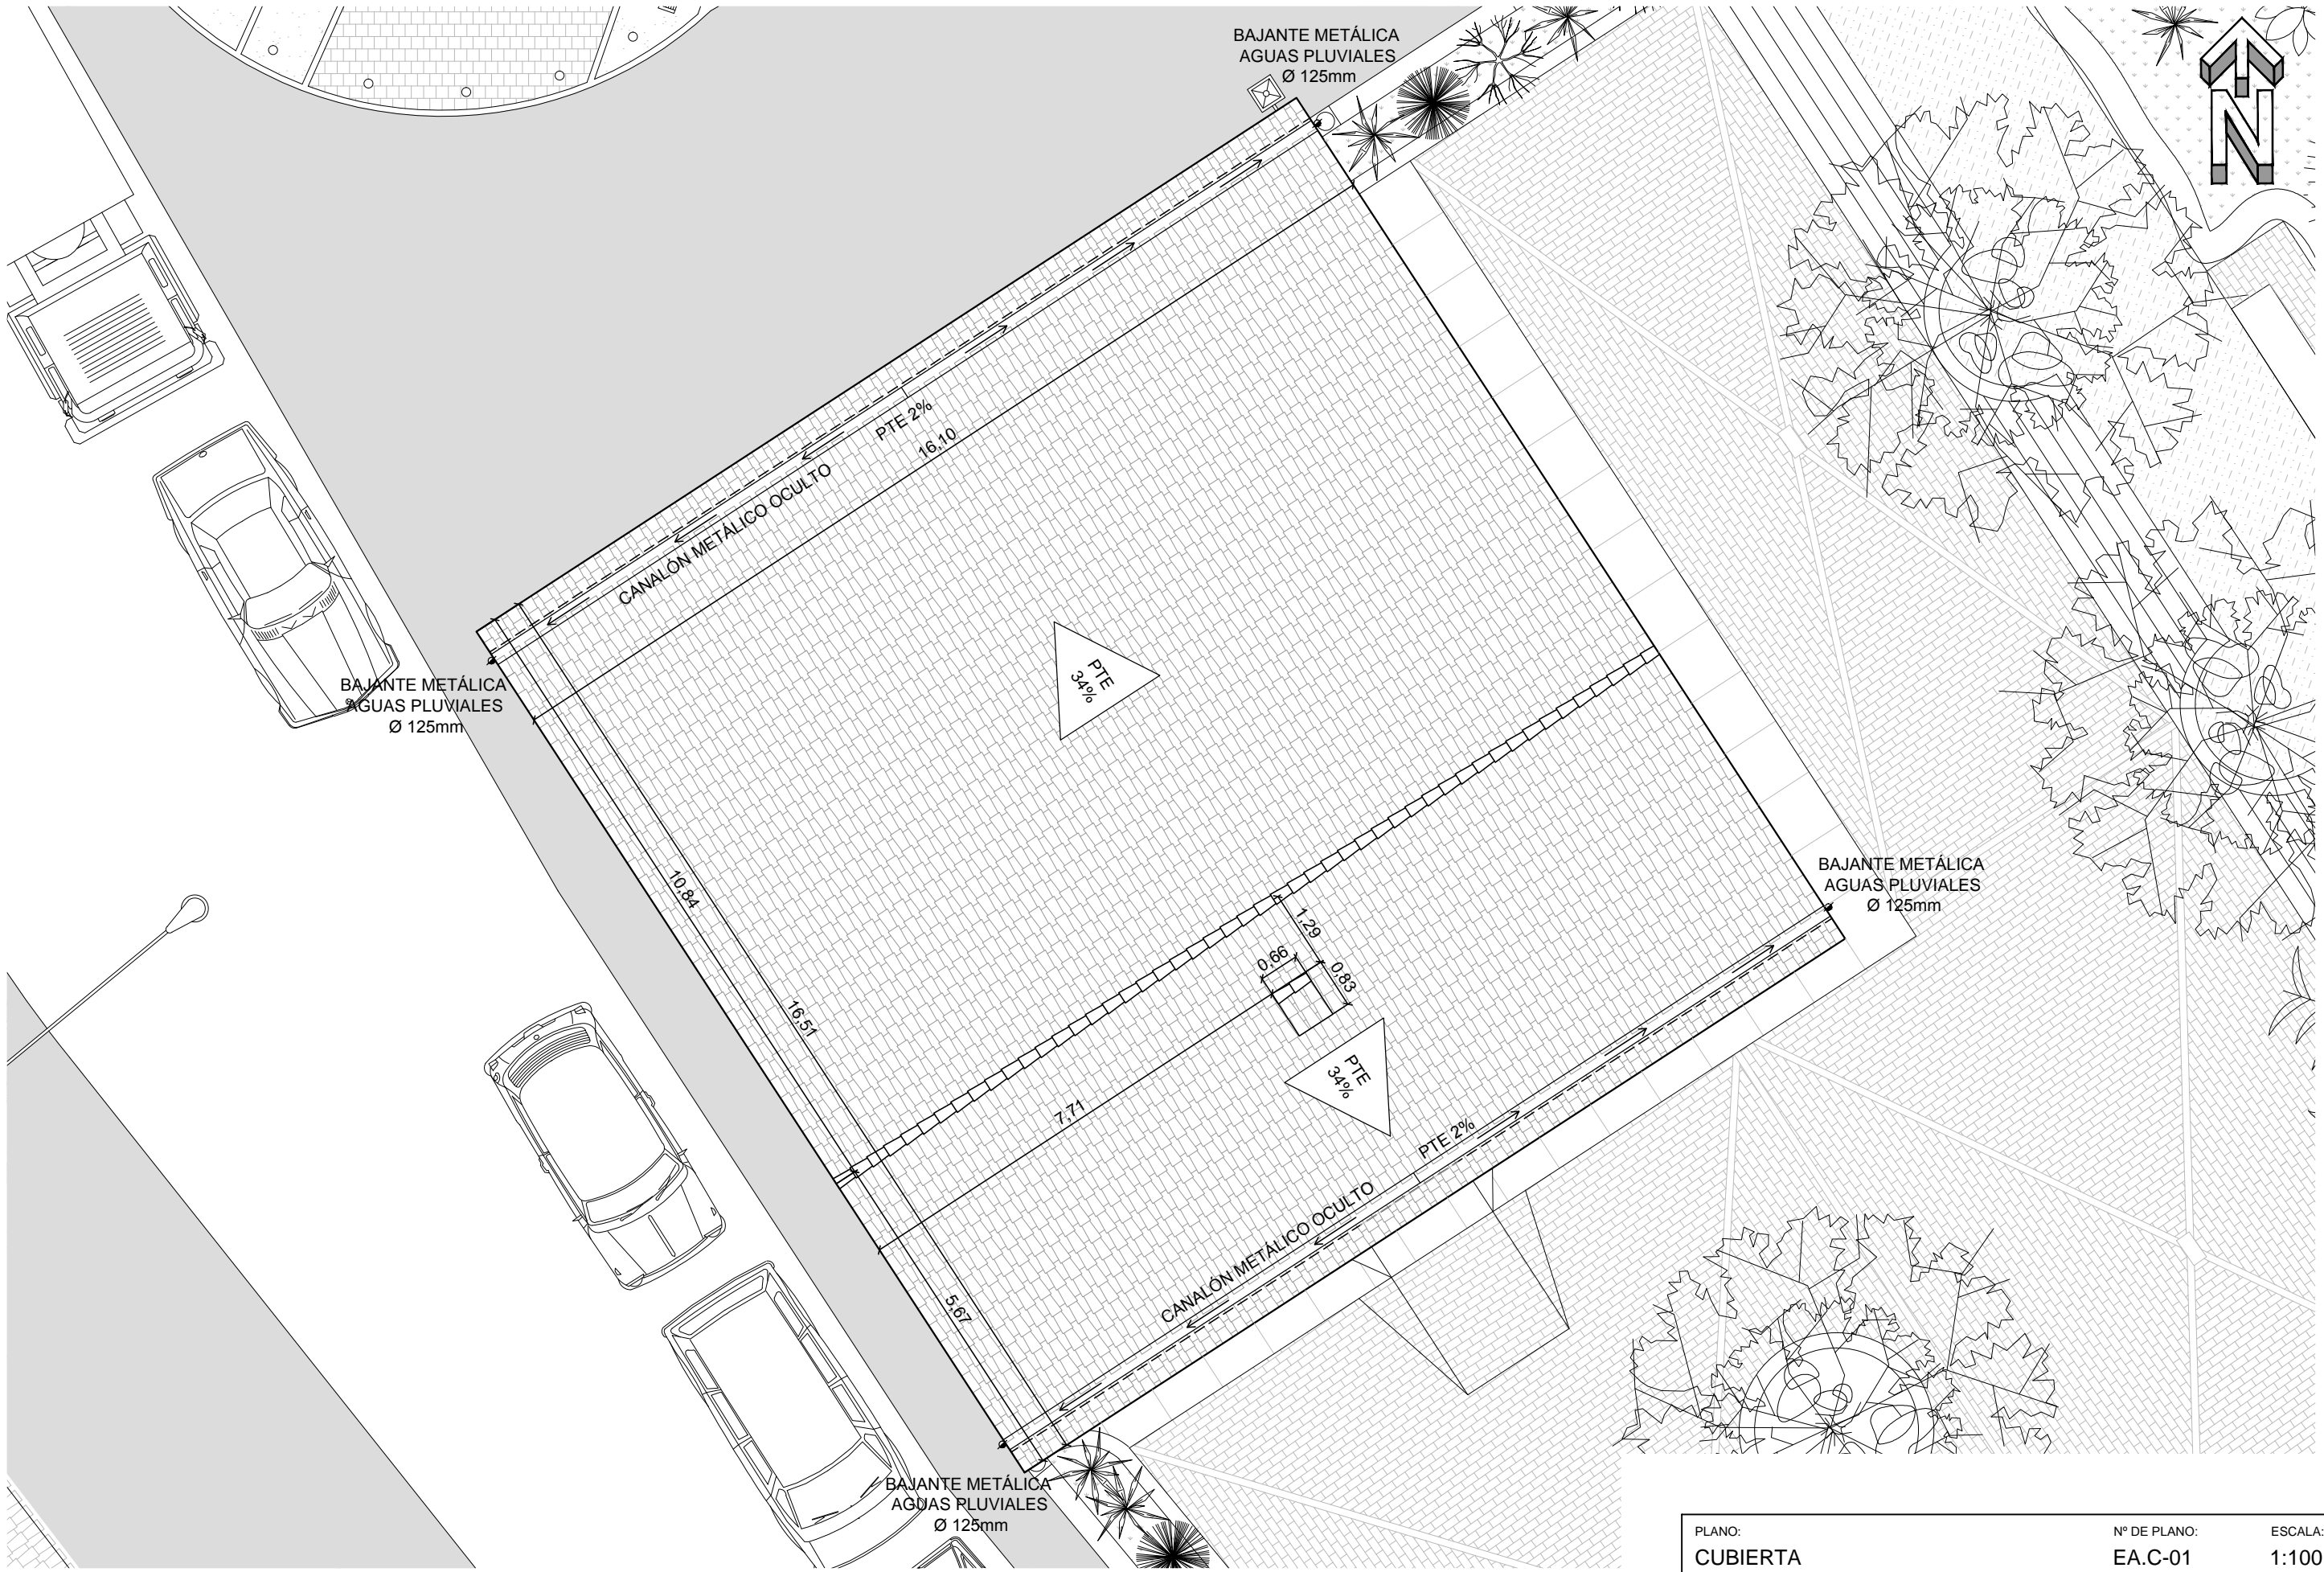 BAJANTE METÁLICA
AGUAS PLUVIALES
Ø 125mm
N
PTE 2%
16,10
CANALÓN METÁLICO OCULTO
PTE
34%
BAJANTE METÁLICA
AGUAS PLUVIALES
Ø 125mm
10,84
16,51
1,29
0,66
0,83
BAJANTE METÁLICA
AGUAS PLUVIALES
Ø 125mm
PTE
34%
7,71
PTE 2%
CANALÓN METÁLICO OCULTO
5,67
BAJANTE METÁLICA
AGUAS PLUVIALES
Ø 125mm
PLANO:
CUBIERTA
Nº DE PLANO:
EA.C-01
ESCALA:
1:100